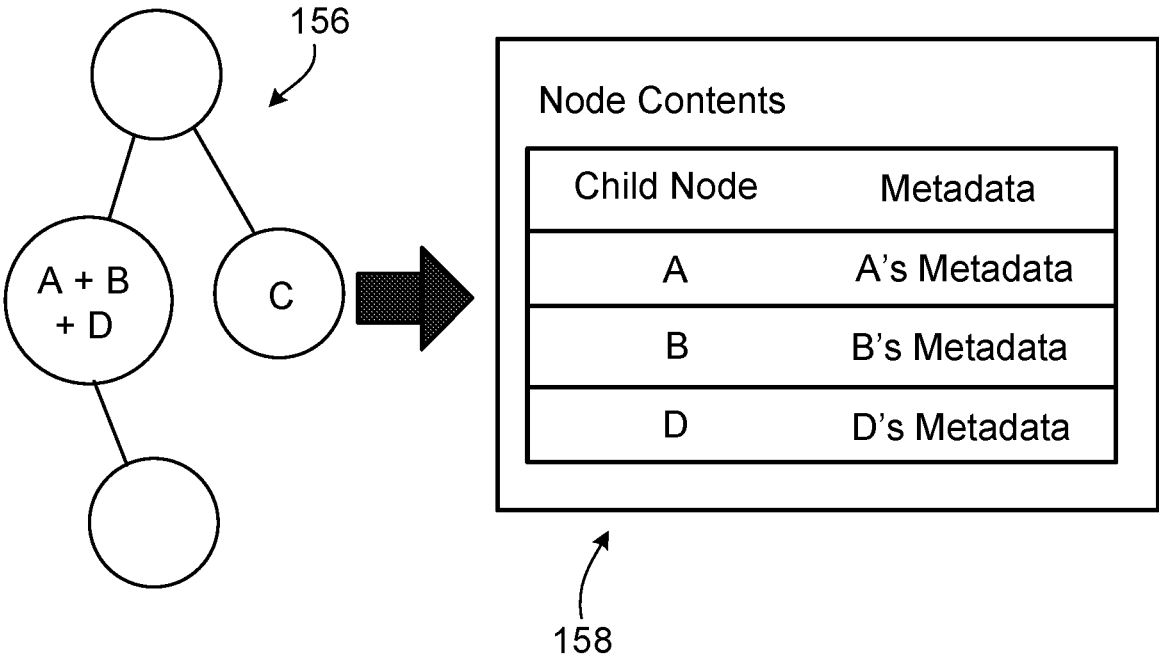 156
A + B
+ D
C
Node Contents
Child Node Metadata
A A's Metadata
B B's Metadata
D D's Metadata
158